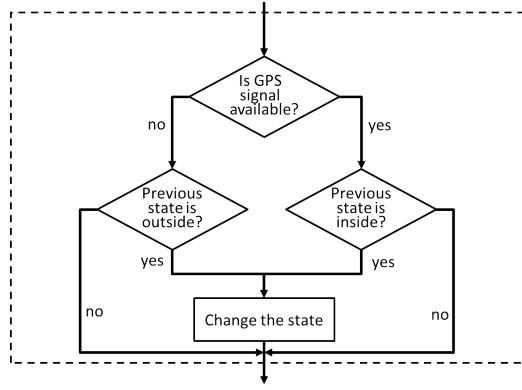 Is GPS
signal
available?
no
yes
Previous
state is
outside?
Previous
state is
inside?
yes
yes
no
Change the state
no